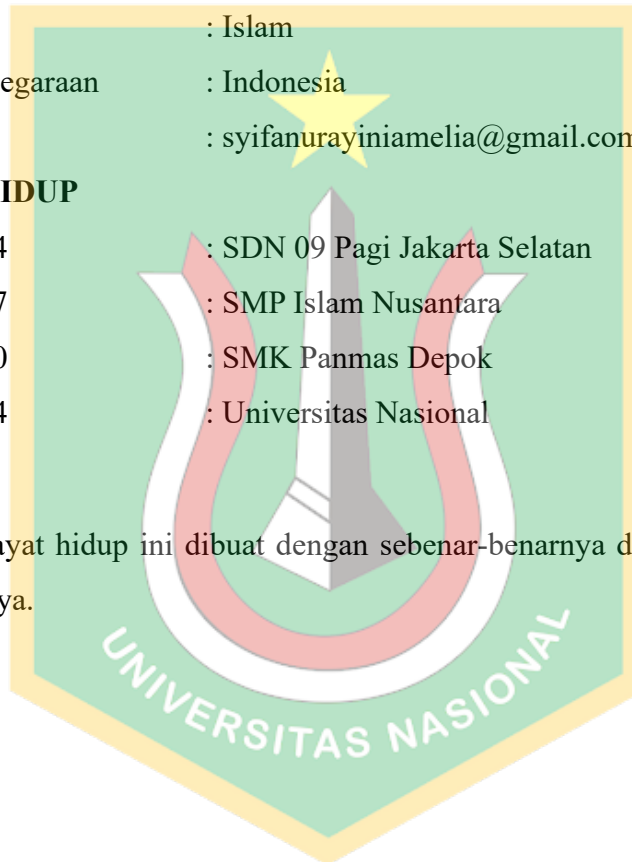 : Islam
egaraan : Indonesia
: syifanurayiniamelia@gmail.com
IDUP
4 : SDN 09 Pagi Jakarta Selatan
7 : SMP Islam Nusantara
0 : SMK Panmas Depok
4 : Universitas Nasional
ayat hidup ini dibuat dengan sebenar-benarnya d
ya.
UNIVERSITAS NASIONAL